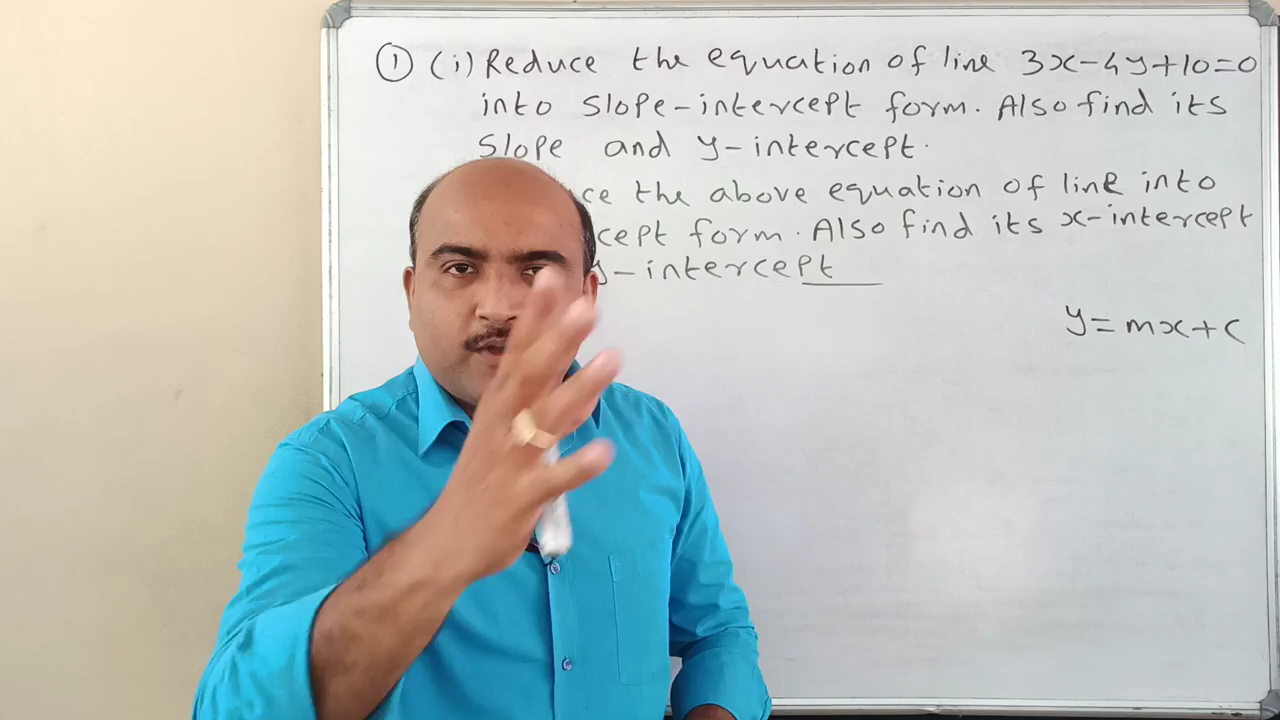 ① (i) Reduce the equation of line 3x-4y+10=0
into Slope-intercept form. Also find its
Slope and y-intercept.
the above equation of line into
form. Also find its x-intercept
y-intercept
y=mx+c